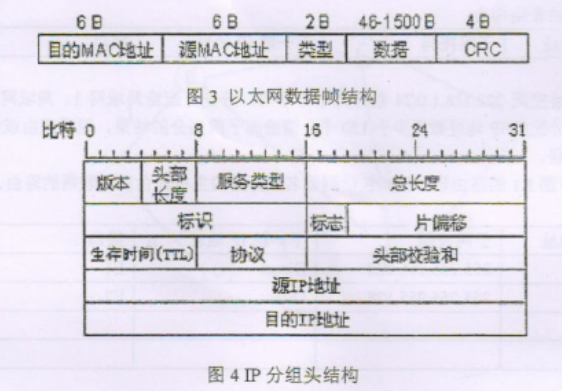 6 B 6 B 2 B 46-1500 B 4 B
目的MAC地址 源MAC地址 类型 数据 CRC
图 3 以太网数据帧结构
比特 0 8 16 24 31
版本 头部长度 服务类型 总长度
标识 标志 片偏移
生存时间(TTL) 协议 头部校验和
源IP地址
目的IP地址
图 4 IP 分组头结构